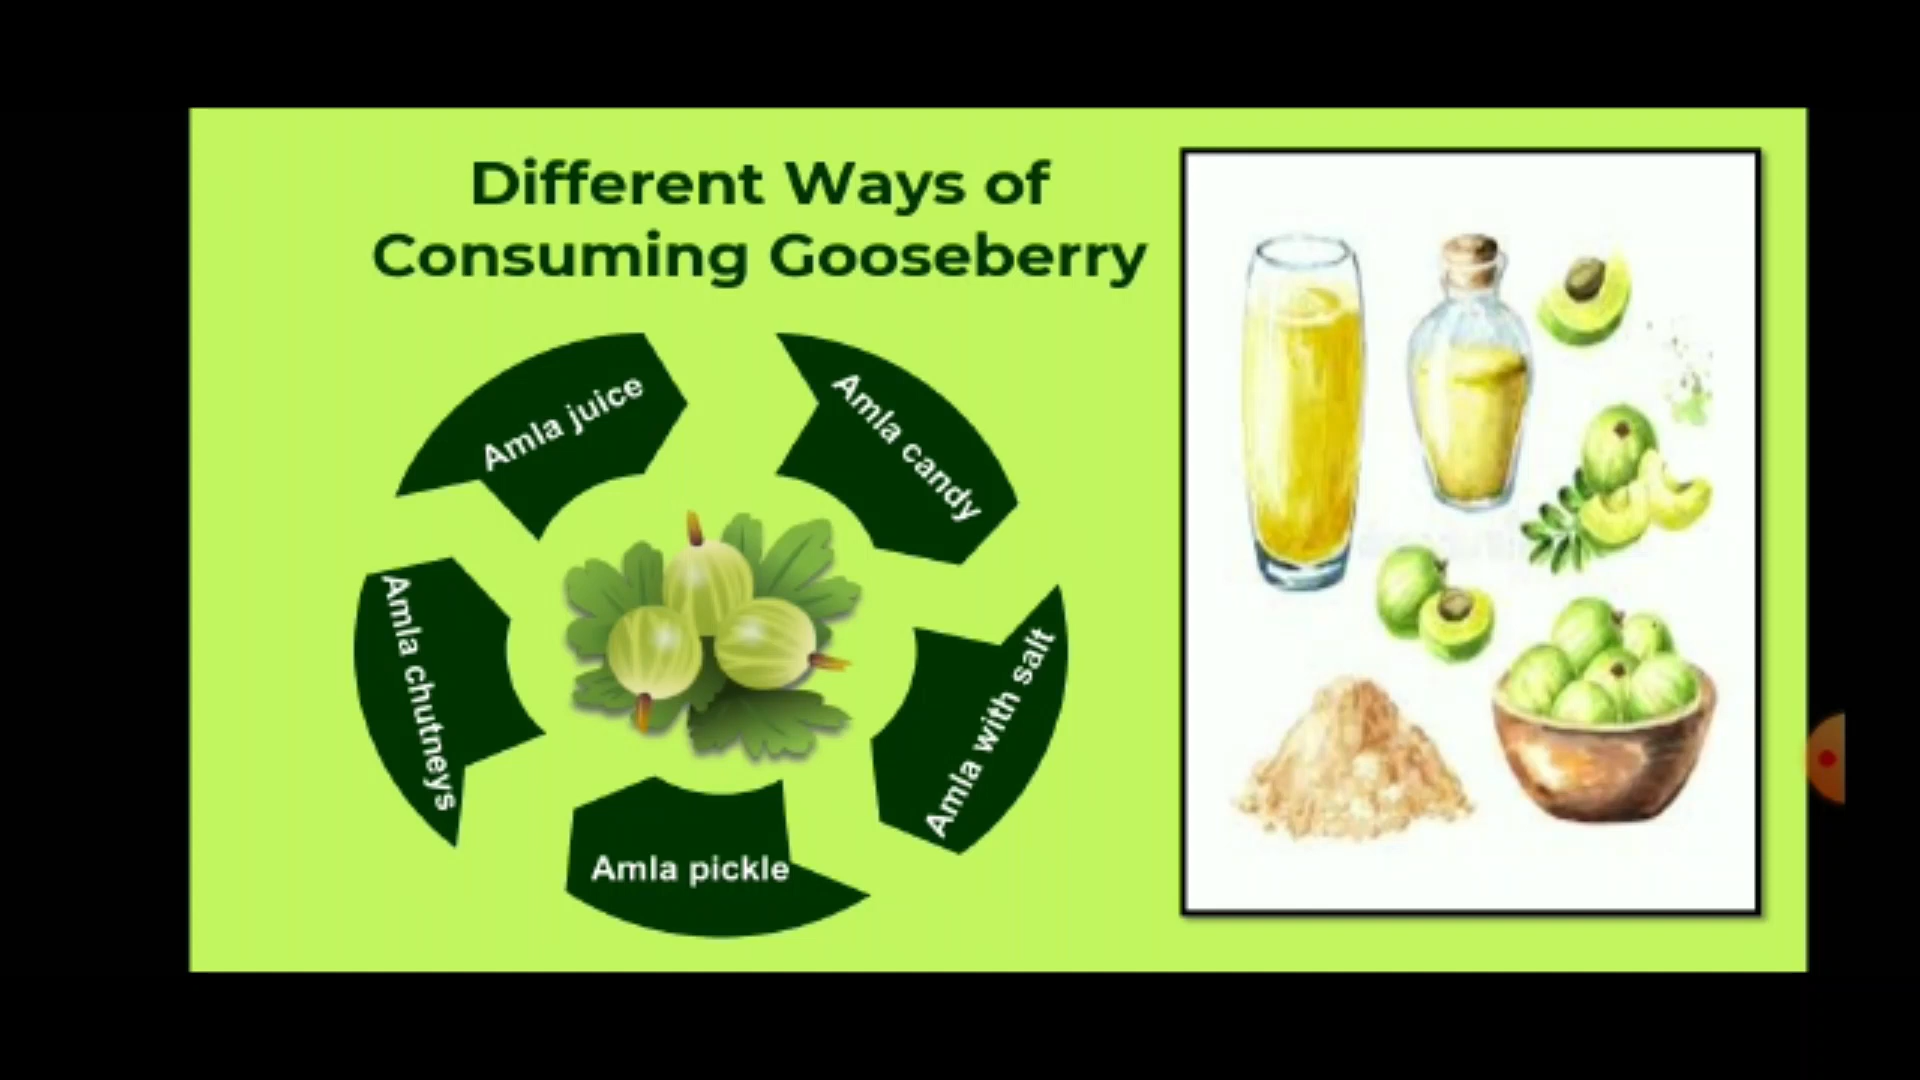 Different Ways of
Consuming Gooseberry
Amla juice
Amla candy
Amla with salt
Amla pickle
Amla chutneys